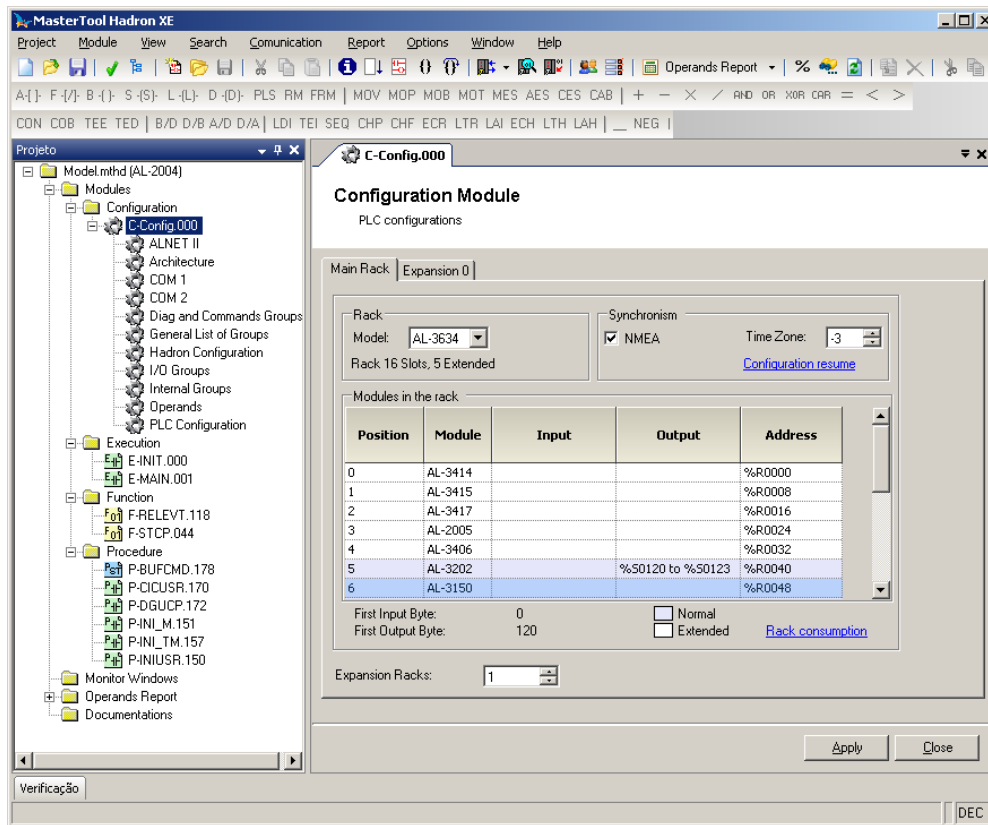 MasterTool Hadron XE
Project Module View Search Comunication Report Options Window Help
Operands Report %
A-[ ]- F-[/]- B-( )- S-(S)- L-(L)- D-(D)- PLS RM FRM MOV MOP MOB MOT MES AES CES CAB + − × / AND OR XOR CAR = < >
CON COB TEE TED B/D D/B A/D D/A LDI TEI SEQ CHP CHF ECR LTR LAI ECH LTH LAH __ NEG
Projeto
Model.mthd (AL-2004)
Modules
Configuration
C-Config.000
ALNET II
Architecture
COM 1
COM 2
Diag and Commands Groups
General List of Groups
Hadron Configuration
I/O Groups
Internal Groups
Operands
PLC Configuration
Execution
E-INIT.000
E-MAIN.001
Function
F-RELEVT.118
F-STCP.044
Procedure
P-BUFCMD.178
P-CICUSR.170
P-DGUCP.172
P-INI_M.151
P-INI_TM.157
P-INIUSR.150
Monitor Windows
Operands Report
Documentations
C-Config.000
Configuration Module
PLC configurations
Main Rack Expansion 0
Rack
Model: AL-3634
Rack 16 Slots, 5 Extended
Synchronism
NMEA Time Zone: -3
Configuration resume
Modules in the rack
Position Module Input Output Address
0 AL-3414 %R0000
1 AL-3415 %R0008
2 AL-3417 %R0016
3 AL-2005 %R0024
4 AL-3406 %R0032
5 AL-3202 %S0120 to %S0123 %R0040
6 AL-3150 %R0048
First Input Byte: 0 Normal
First Output Byte: 120 Extended Rack consumption
Expansion Racks: 1
Apply Close
Verificação
DEC